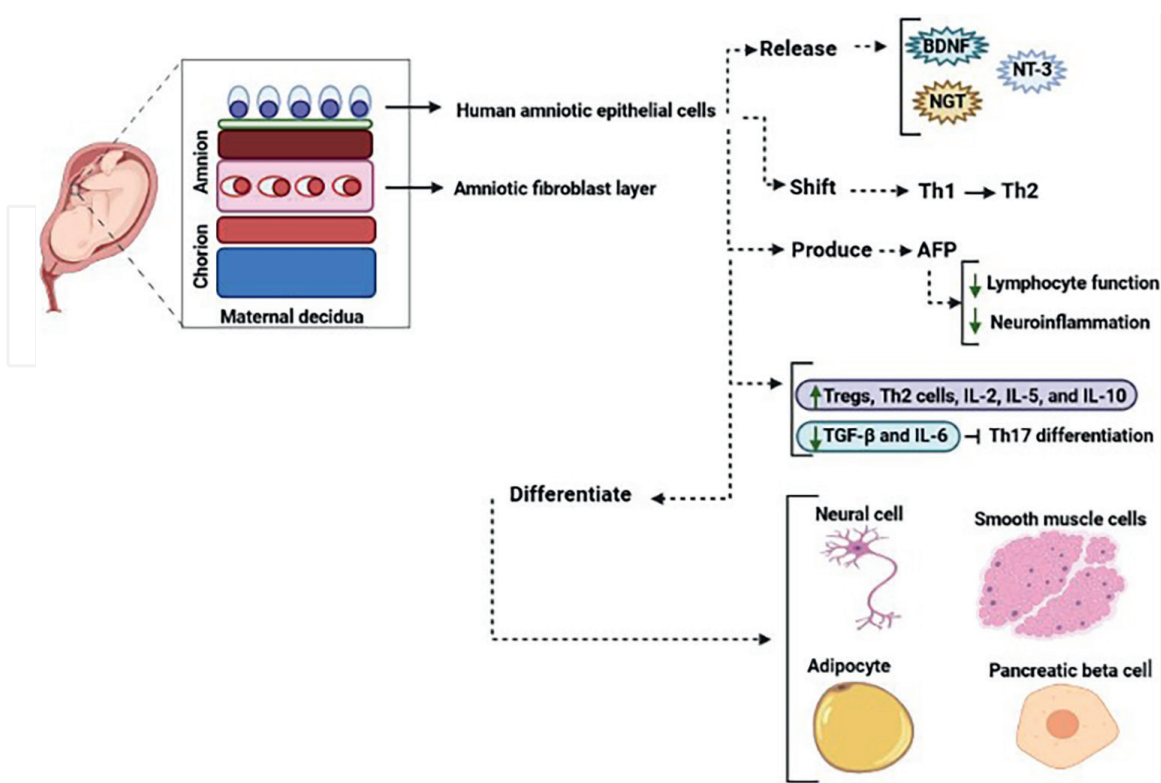 Amnion
Chorion
Maternal decidua
Human amniotic epithelial cells
Amniotic fibroblast layer
Release
BDNF
NT-3
NGT
Shift
Th1
Th2
Produce
AFP
Lymphocyte function
Neuroinflammation
Tregs, Th2 cells, IL-2, IL-5, and IL-10
TGF-β and IL-6
Th17 differentiation
Differentiate
Neural cell
Smooth muscle cells
Adipocyte
Pancreatic beta cell